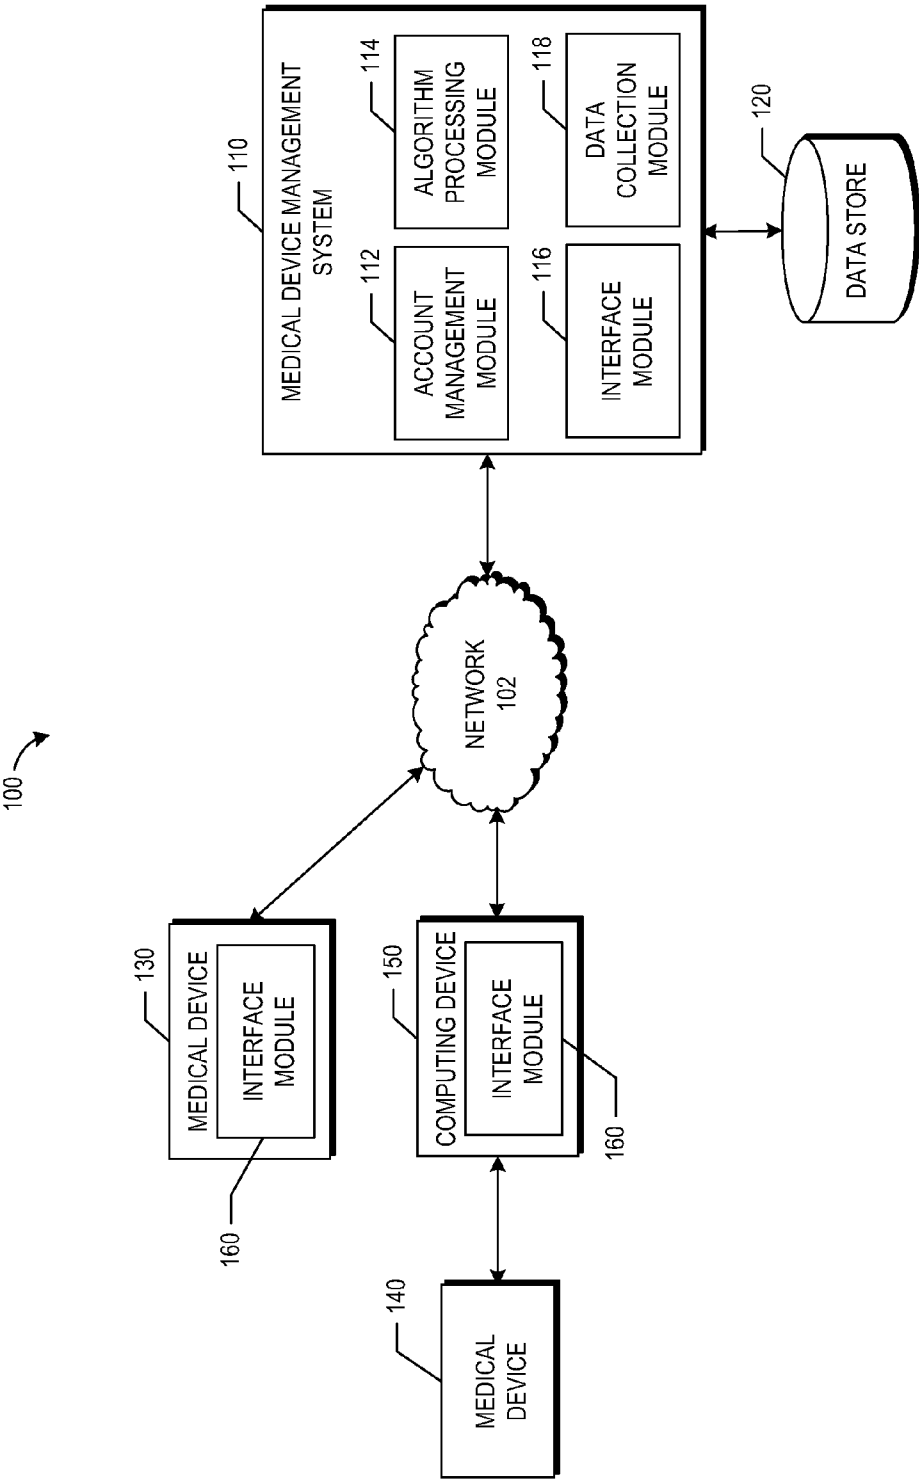 100
130
MEDICAL DEVICE
INTERFACE
MODULE
160
140
MEDICAL
DEVICE
150
COMPUTING DEVICE
INTERFACE
MODULE
160
NETWORK
102
110
MEDICAL DEVICE MANAGEMENT
SYSTEM
112
ACCOUNT
MANAGEMENT
MODULE
114
ALGORITHM
PROCESSING
MODULE
116
INTERFACE
MODULE
118
DATA
COLLECTION
MODULE
120
DATA STORE